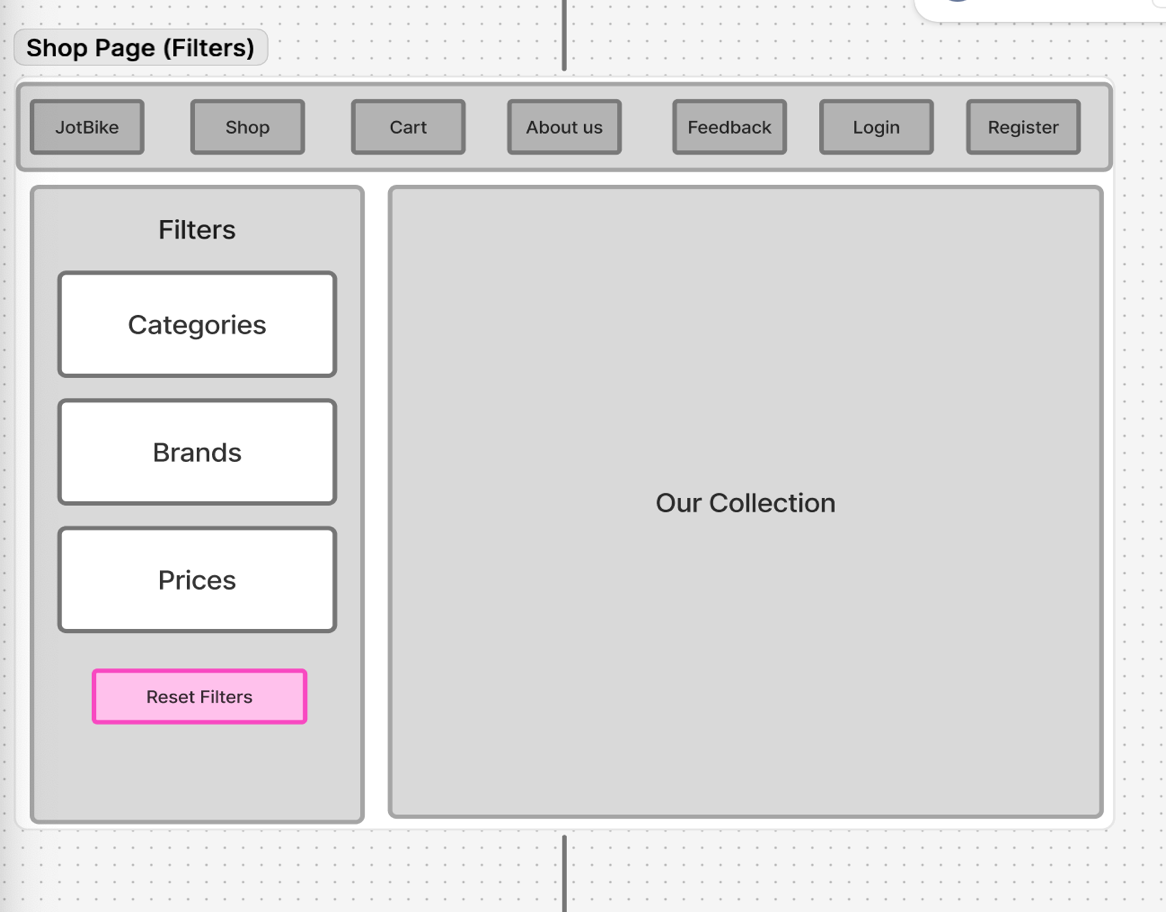 Shop Page (Filters)
JotBike
Shop
Cart
About us
Feedback
Login
Register
Filters
Categories
Brands
Prices
Reset Filters
Our Collection